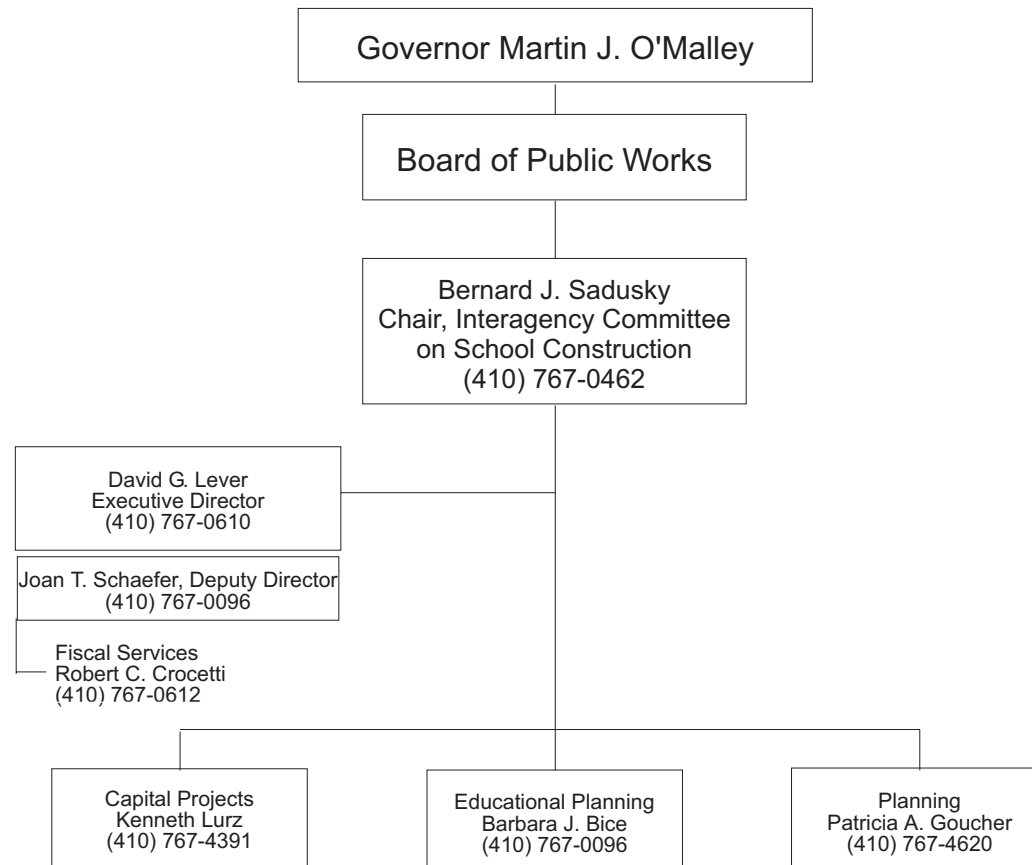 Governor Martin J. O'Malley
Board of Public Works
Bernard J. Sadusky
Chair, Interagency Committee
on School Construction
(410) 767-0462
David G. Lever
Executive Director
(410) 767-0610
Joan T. Schaefer, Deputy Director
(410) 767-0096
Fiscal Services
Robert C. Crocetti
(410) 767-0612
Capital Projects
Kenneth Lurz
(410) 767-4391
Educational Planning
Barbara J. Bice
(410) 767-0096
Planning
Patricia A. Goucher
(410) 767-4620